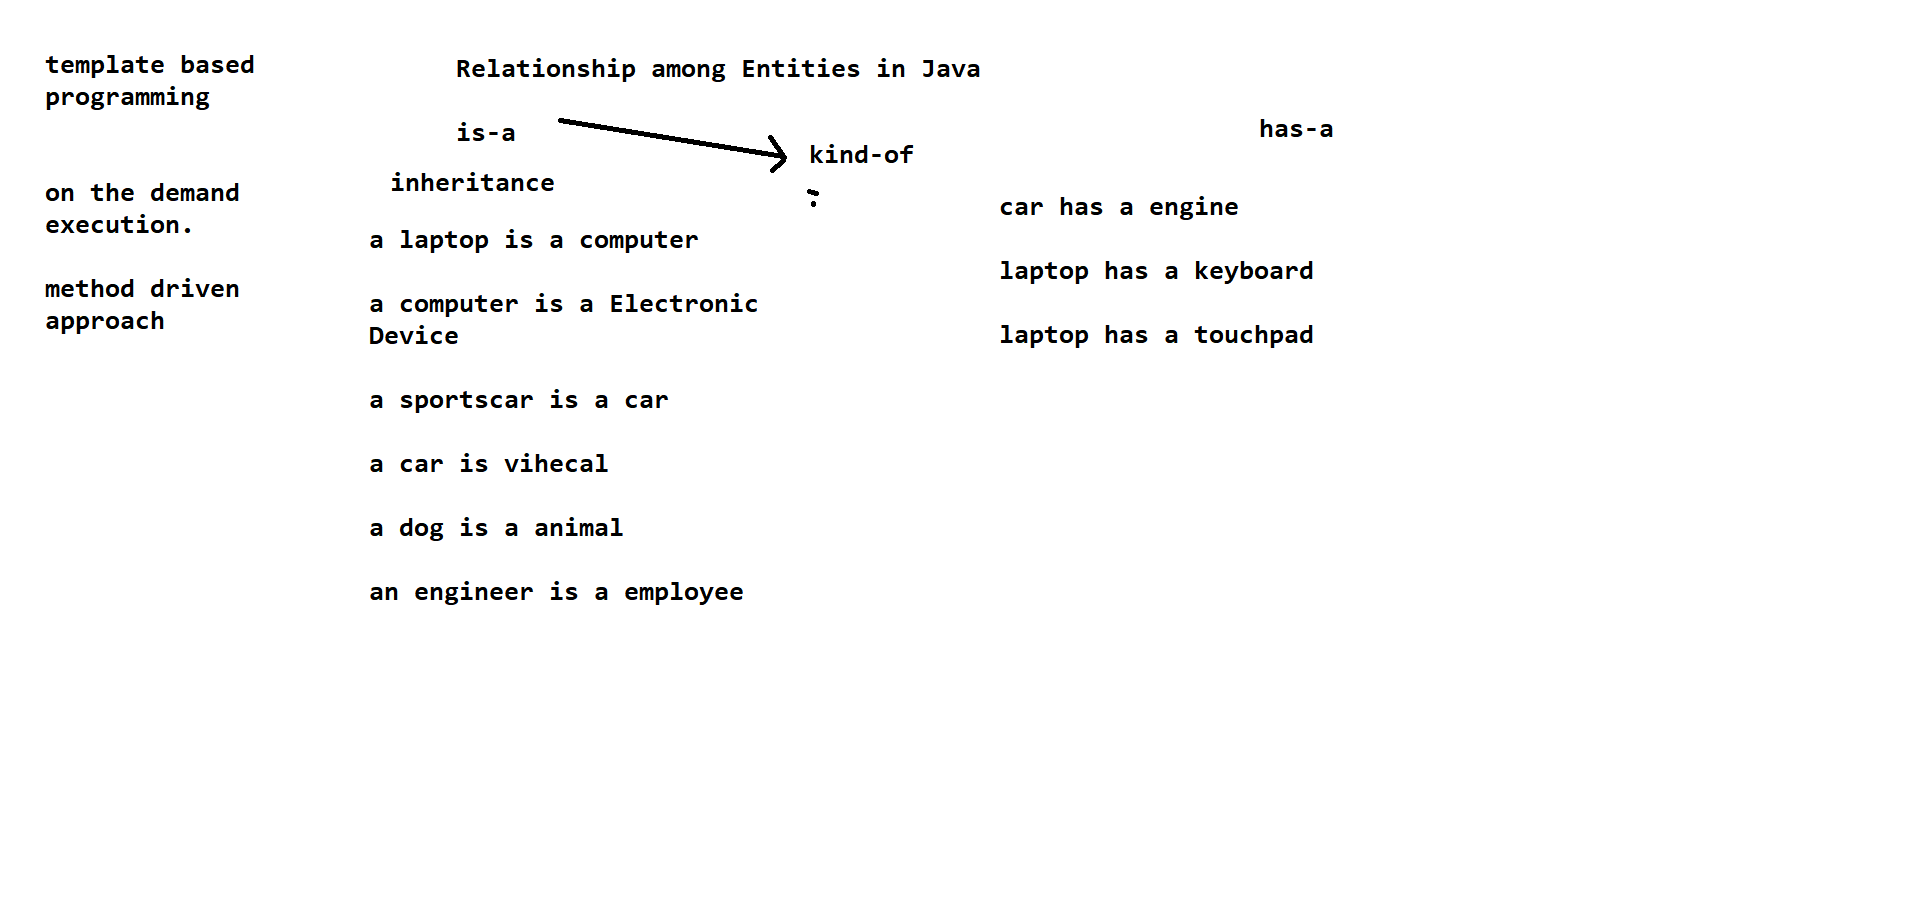 template based
programming
on the demand
execution.
method driven
approach
Relationship among Entities in Java
is-a
kind-of
has-a
inheritance
a laptop is a computer
a computer is a Electronic
Device
a sportscar is a car
a car is vihecal
a dog is a animal
an engineer is a employee
car has a engine
laptop has a keyboard
laptop has a touchpad